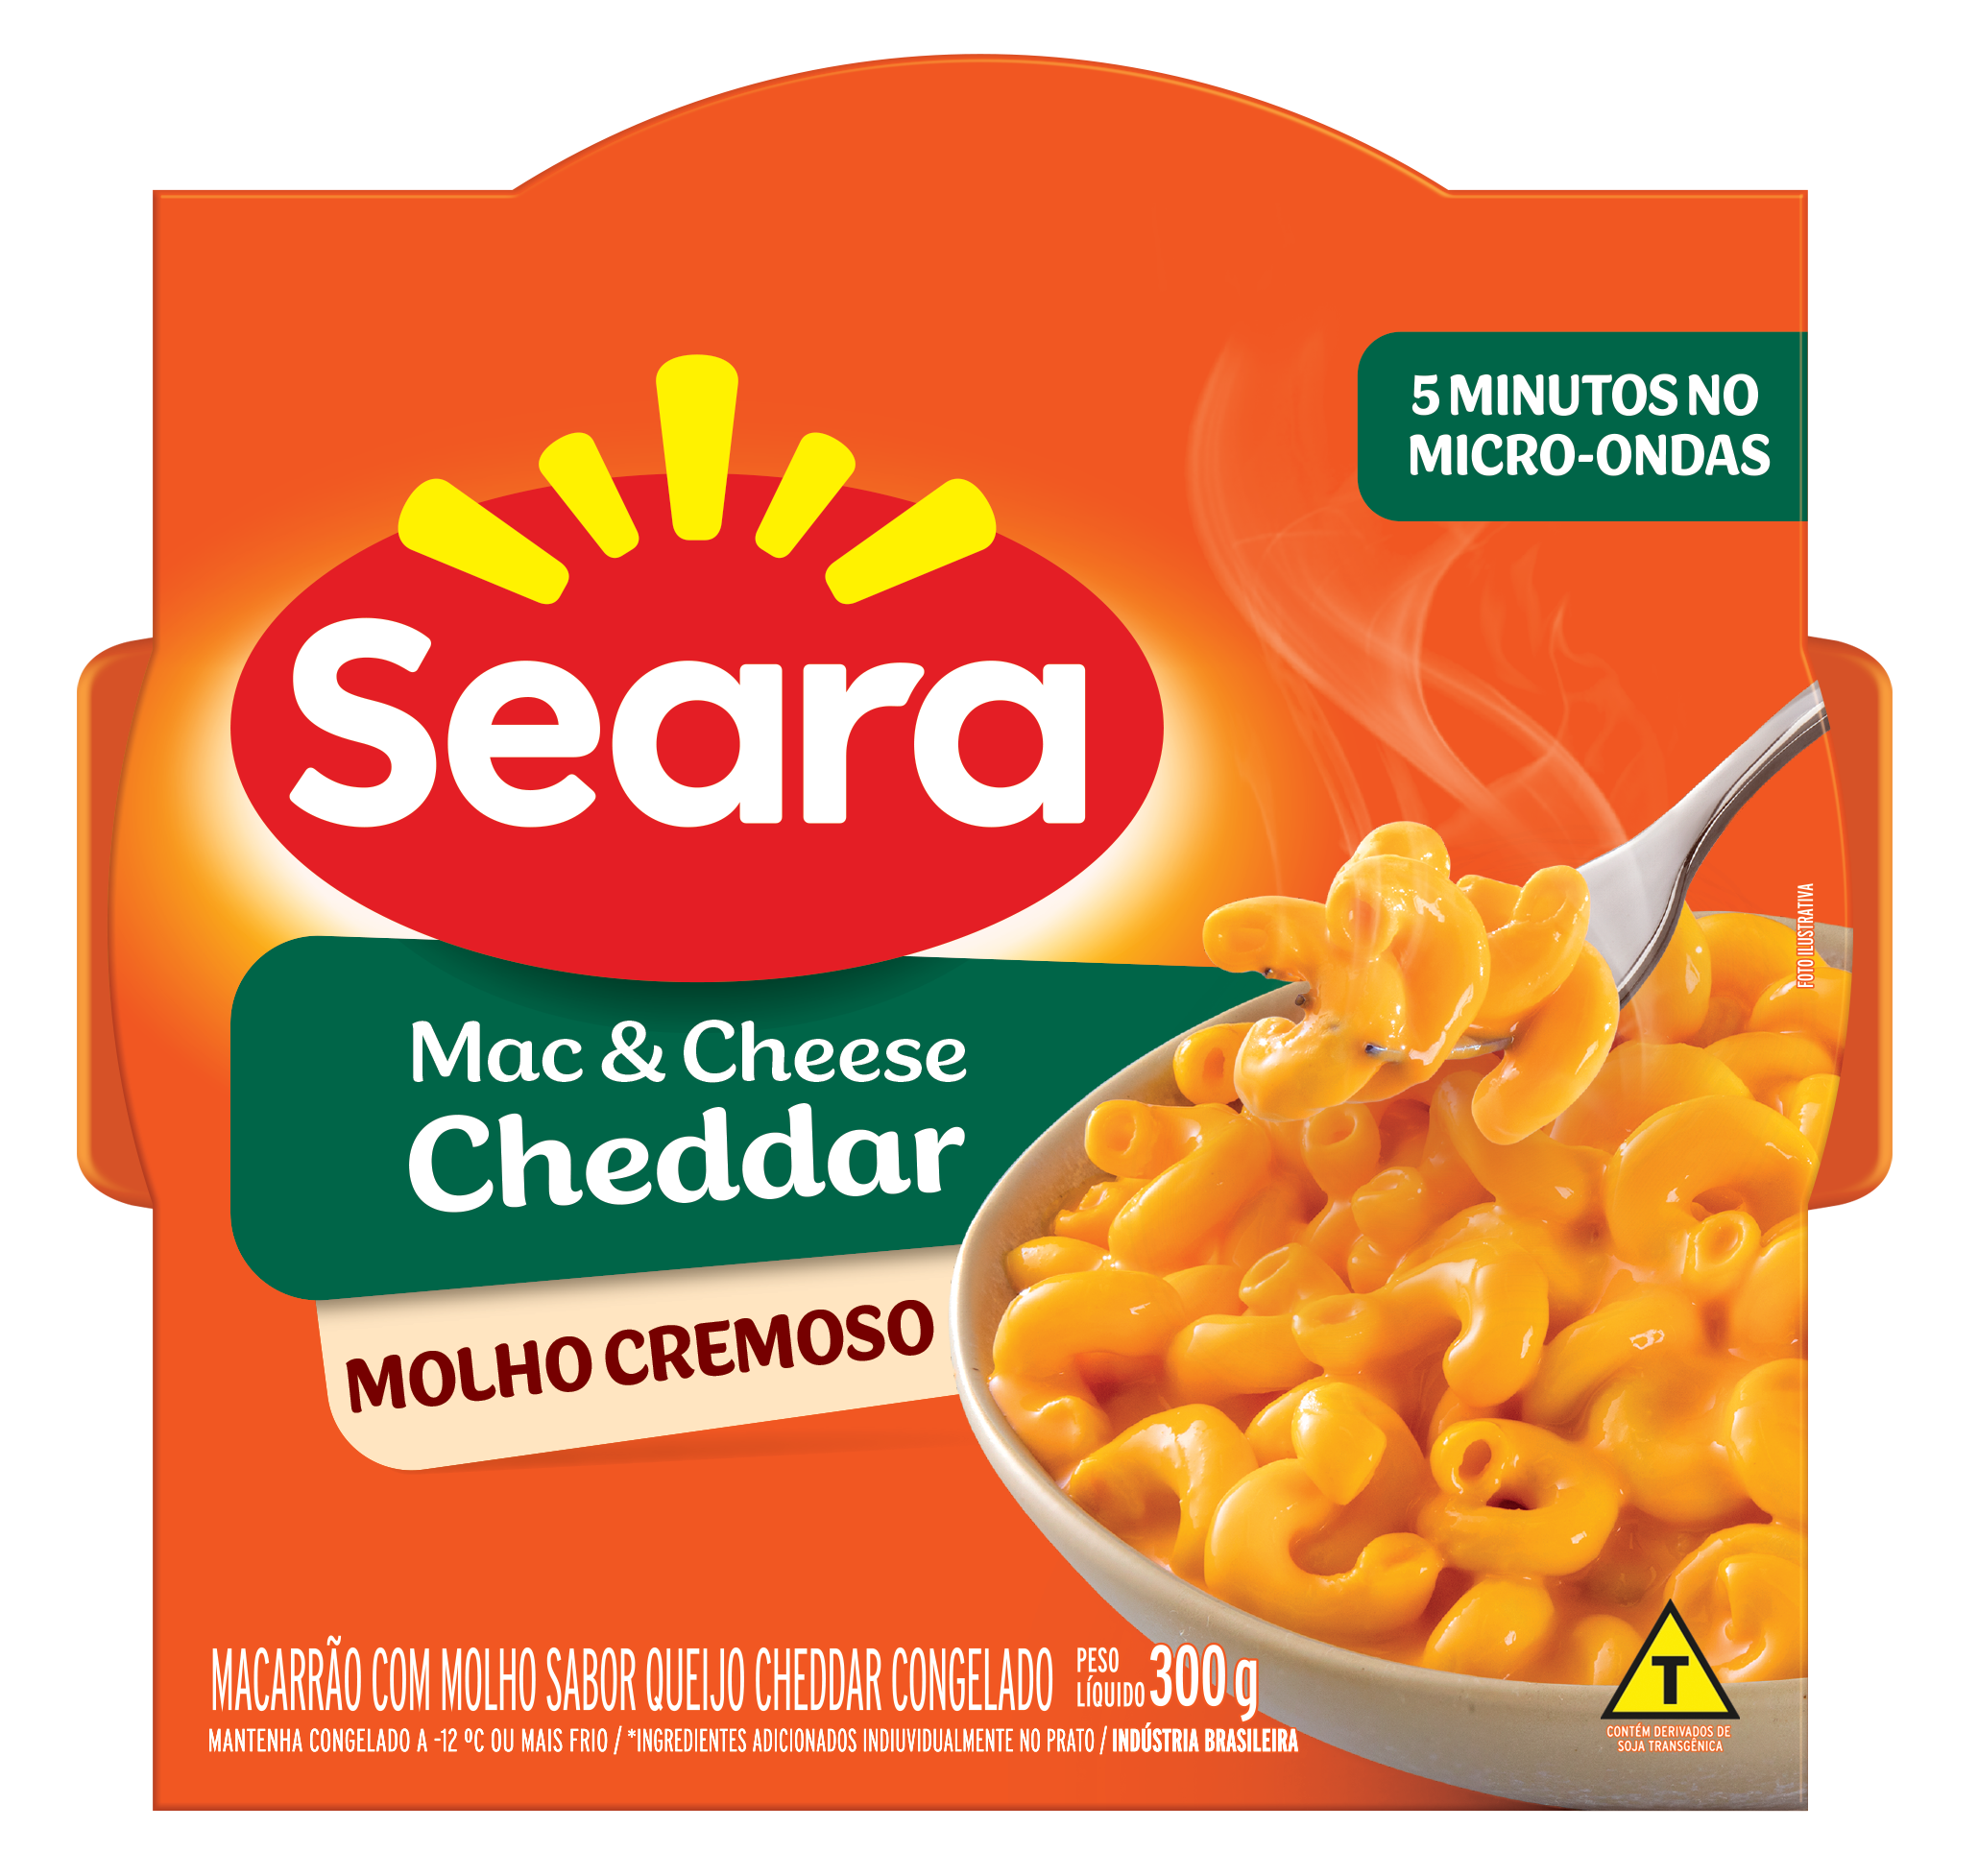 5 MINUTOS NO
MICRO-ONDAS
Seara
Mac & Cheese
Cheddar
MOLHO CREMOSO
FOTO ILUSTRATIVA
MACARRÃO COM MOLHO SABOR QUEIJO CHEDDAR CONGELADO
PESO
LÍQUIDO 300 g
MANTENHA CONGELADO A -12 ºC OU MAIS FRIO / *INGREDIENTES ADICIONADOS INDIUVIDUALMENTE NO PRATO / INDÚSTRIA BRASILEIRA
T
CONTÉM DERIVADOS DE
SOJA TRANSGÊNICA